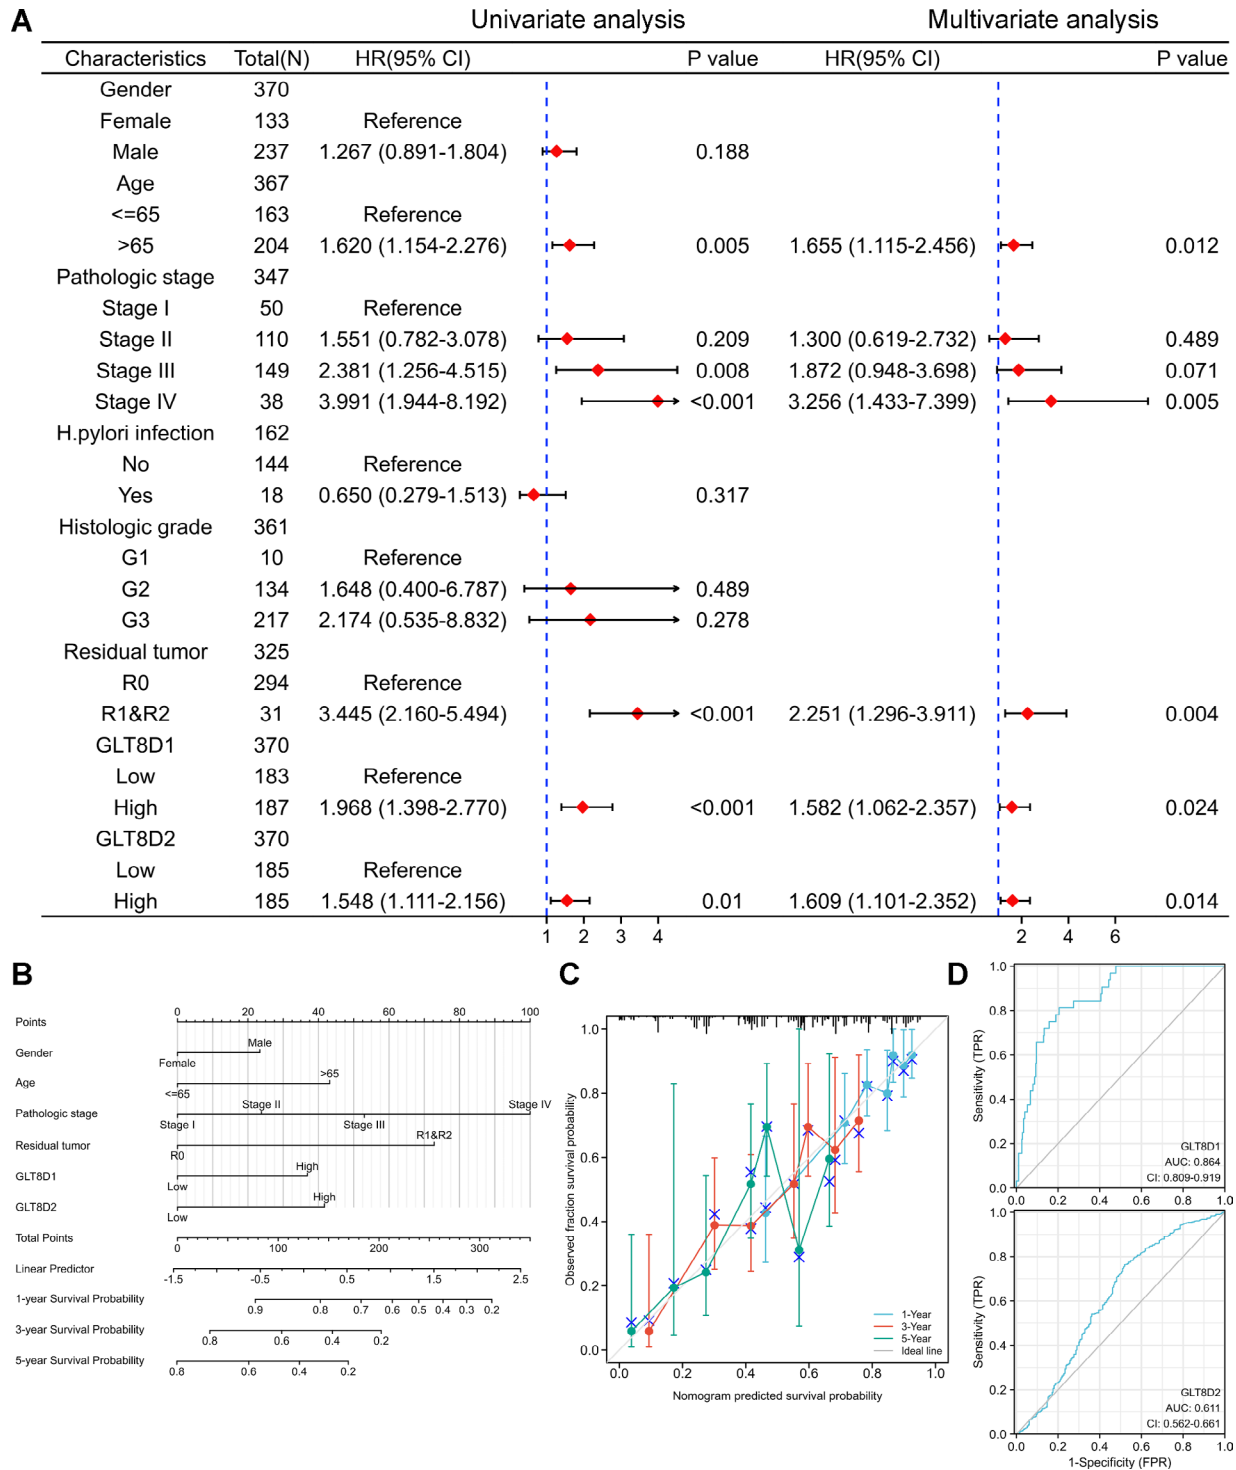 A
Univariate analysis Multivariate analysis
Characteristics Total(N) HR(95% CI) P value HR(95% CI) P value
Gender 370
Female 133 Reference
Male 237 1.267 (0.891-1.804) 0.188
Age 367
<=65 163 Reference
>65 204 1.620 (1.154-2.276) 0.005 1.655 (1.115-2.456) 0.012
Pathologic stage 347
Stage I 50 Reference
Stage II 110 1.551 (0.782-3.078) 0.209 1.300 (0.619-2.732) 0.489
Stage III 149 2.381 (1.256-4.515) 0.008 1.872 (0.948-3.698) 0.071
Stage IV 38 3.991 (1.944-8.192) <0.001 3.256 (1.433-7.399) 0.005
H.pylori infection 162
No 144 Reference
Yes 18 0.650 (0.279-1.513) 0.317
Histologic grade 361
G1 10 Reference
G2 134 1.648 (0.400-6.787) 0.489
G3 217 2.174 (0.535-8.832) 0.278
Residual tumor 325
R0 294 Reference
R1&R2 31 3.445 (2.160-5.494) <0.001 2.251 (1.296-3.911) 0.004
GLT8D1 370
Low 183 Reference
High 187 1.968 (1.398-2.770) <0.001 1.582 (1.062-2.357) 0.024
GLT8D2 370
Low 185 Reference
High 185 1.548 (1.111-2.156) 0.01 1.609 (1.101-2.352) 0.014
1 2 3 4 2 4 6
B
0 20 40 60 80 100
Points
Male
Gender
Female
>65
Age
<=65
Stage II Stage IV
Pathologic stage
Stage I Stage III
R1&R2
Residual tumor
R0
High
GLT8D1
Low
High
GLT8D2
Low
Total Points
0 100 200 300
Linear Predictor
-1.5 -0.5 0.5 1.5 2.5
1-year Survival Probability
0.9 0.8 0.7 0.6 0.5 0.4 0.3 0.2
3-year Survival Probability
0.8 0.6 0.4 0.2
5-year Survival Probability
0.8 0.6 0.4 0.2
C
Observed fraction survival probability
1.0
0.8
0.6
0.4
0.2
0.0
1-Year
3-Year
5-Year
Ideal line
0.0 0.2 0.4 0.6 0.8 1.0
Nomogram predicted survival probability
D
Sensitivity (TPR)
1.0
0.8
0.6
0.4
0.2
0.0
GLT8D1
AUC: 0.864
CI: 0.809-0.919
0.0 0.2 0.4 0.6 0.8 1.0
Sensitivity (TPR)
1.0
0.8
0.6
0.4
0.2
0.0
GLT8D2
AUC: 0.611
CI: 0.562-0.661
0.0 0.2 0.4 0.6 0.8 1.0
1-Specificity (FPR)